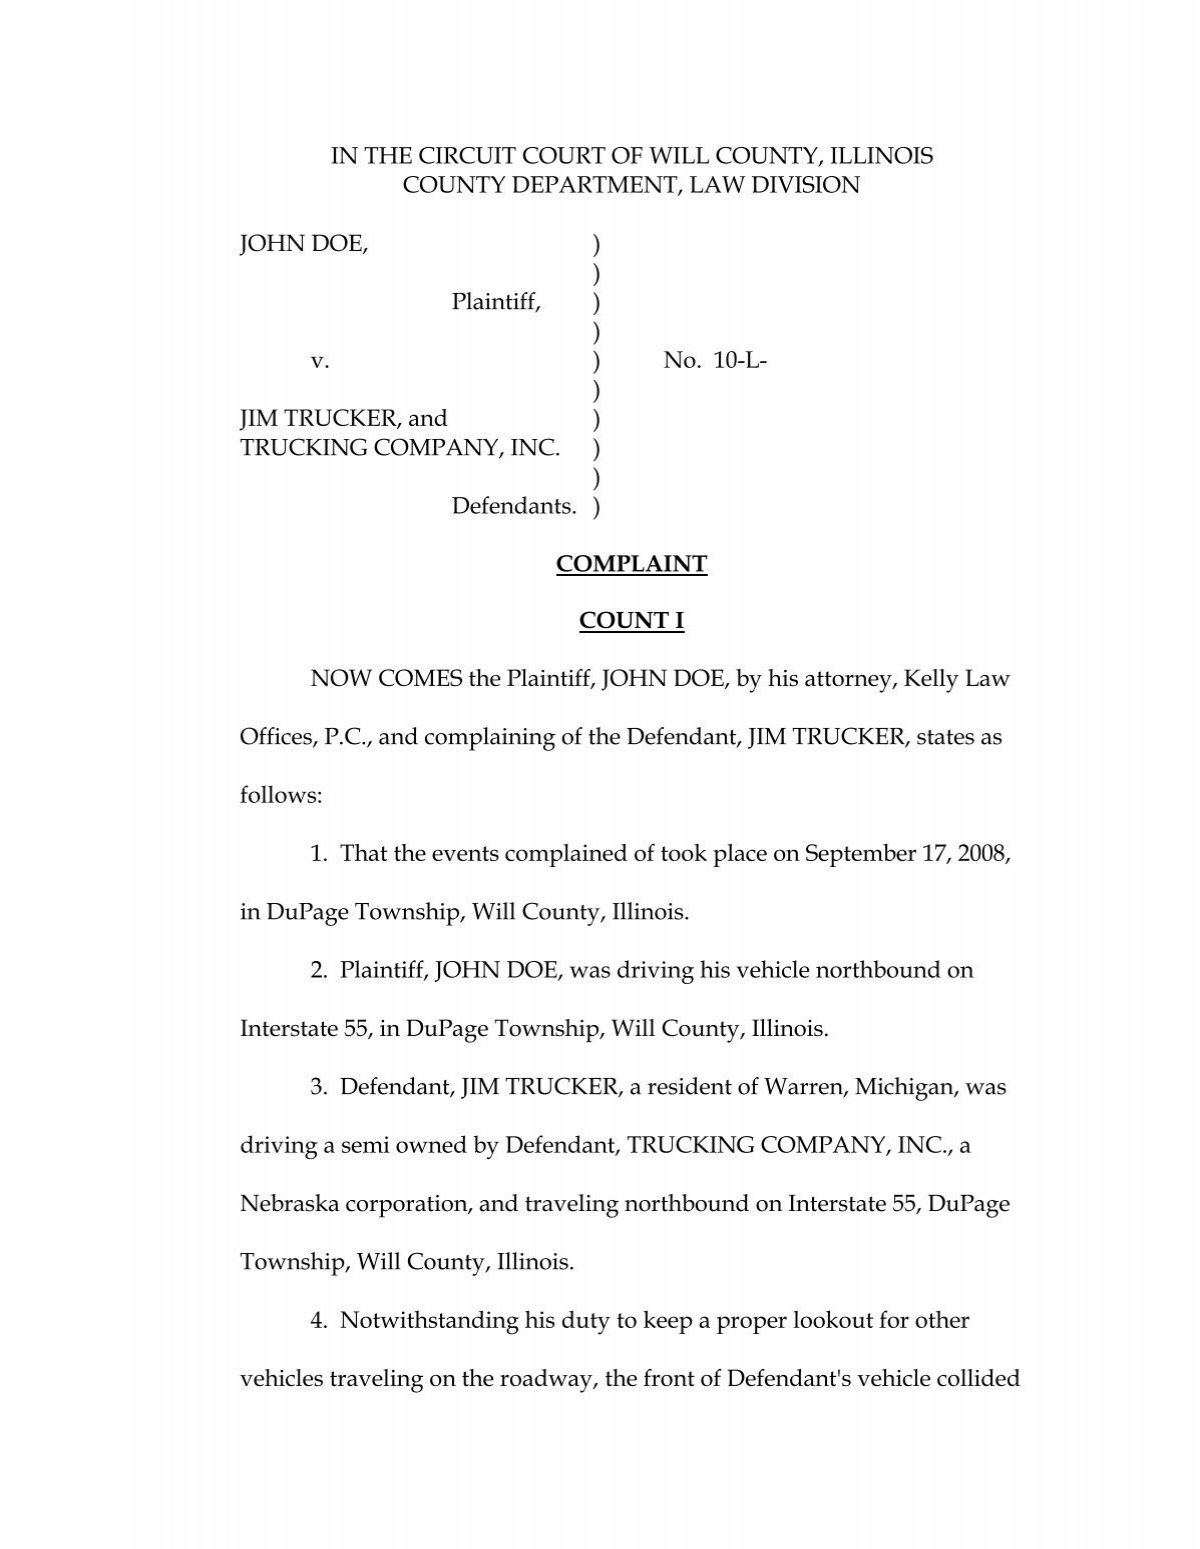 IN THE CIRCUIT COURT OF WILL COUNTY, ILLINOIS
COUNTY DEPARTMENT, LAW DIVISION
JOHN DOE, )
)
Plaintiff, )
)
v. ) No. 10-L-
)
JIM TRUCKER, and )
TRUCKING COMPANY, INC. )
)
Defendants. )
COMPLAINT
COUNT I
NOW COMES the Plaintiff, JOHN DOE, by his attorney, Kelly Law
Offices, P.C., and complaining of the Defendant, JIM TRUCKER, states as
follows:
1. That the events complained of took place on September 17, 2008,
in DuPage Township, Will County, Illinois.
2. Plaintiff, JOHN DOE, was driving his vehicle northbound on
Interstate 55, in DuPage Township, Will County, Illinois.
3. Defendant, JIM TRUCKER, a resident of Warren, Michigan, was
driving a semi owned by Defendant, TRUCKING COMPANY, INC., a
Nebraska corporation, and traveling northbound on Interstate 55, DuPage
Township, Will County, Illinois.
4. Notwithstanding his duty to keep a proper lookout for other
vehicles traveling on the roadway, the front of Defendant's vehicle collided